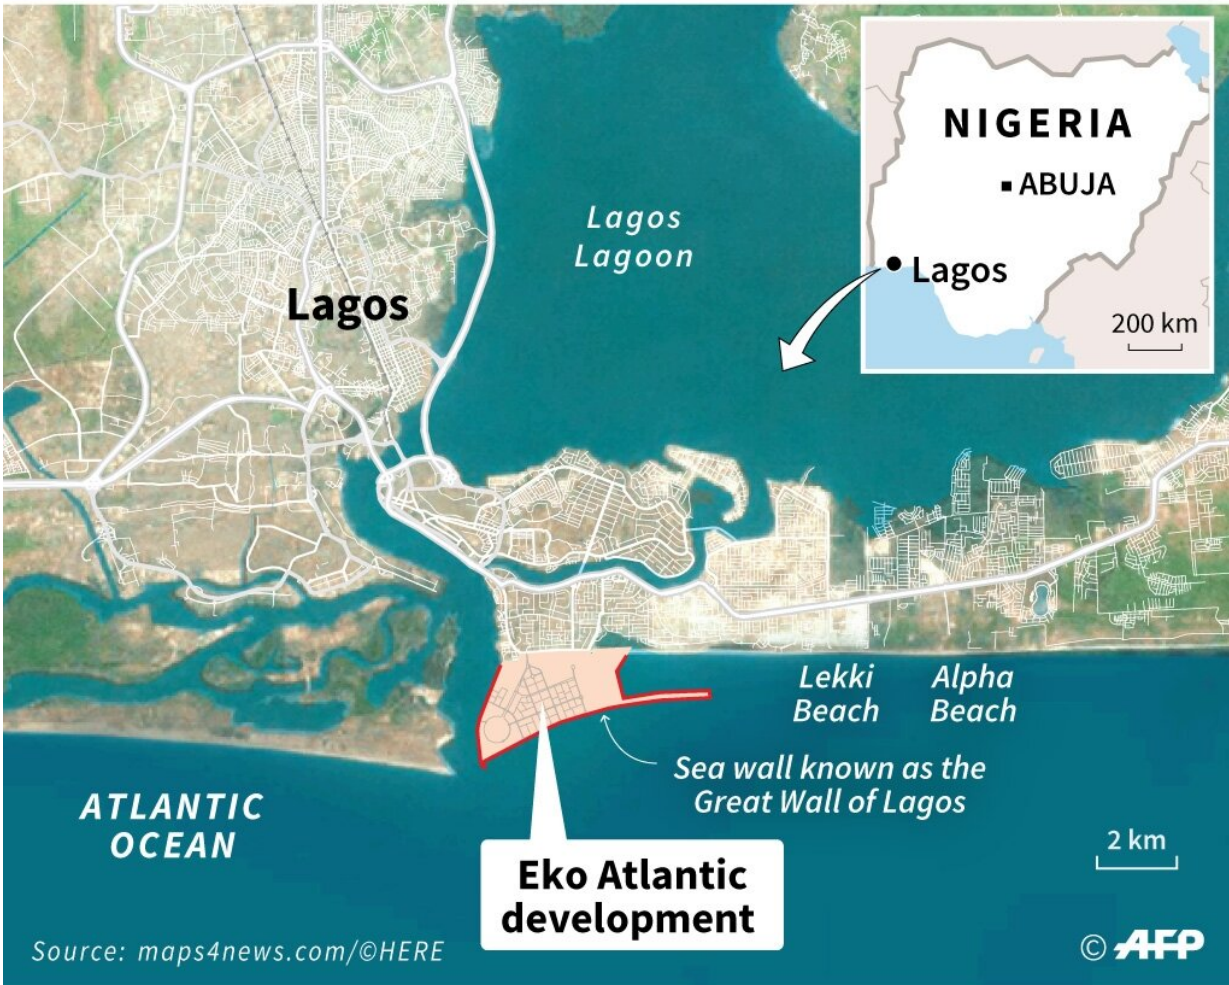 NIGERIA
ABUJA
Lagos
200 km
Lagos
Lagoon
Lagos
Lekki
Beach
Alpha
Beach
Sea wall known as the
Great Wall of Lagos
ATLANTIC
OCEAN
Eko Atlantic
development
2 km
Source: maps4news.com/©HERE
© AFP